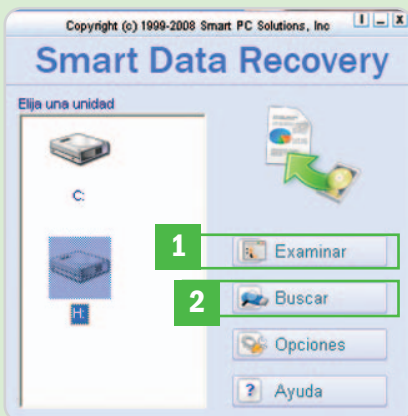 Copyright (c) 1999-2008 Smart PC Solutions, Inc
Smart Data Recovery
Elija una unidad
C:
H:
1
Examinar
2
Buscar
Opciones
? Ayuda